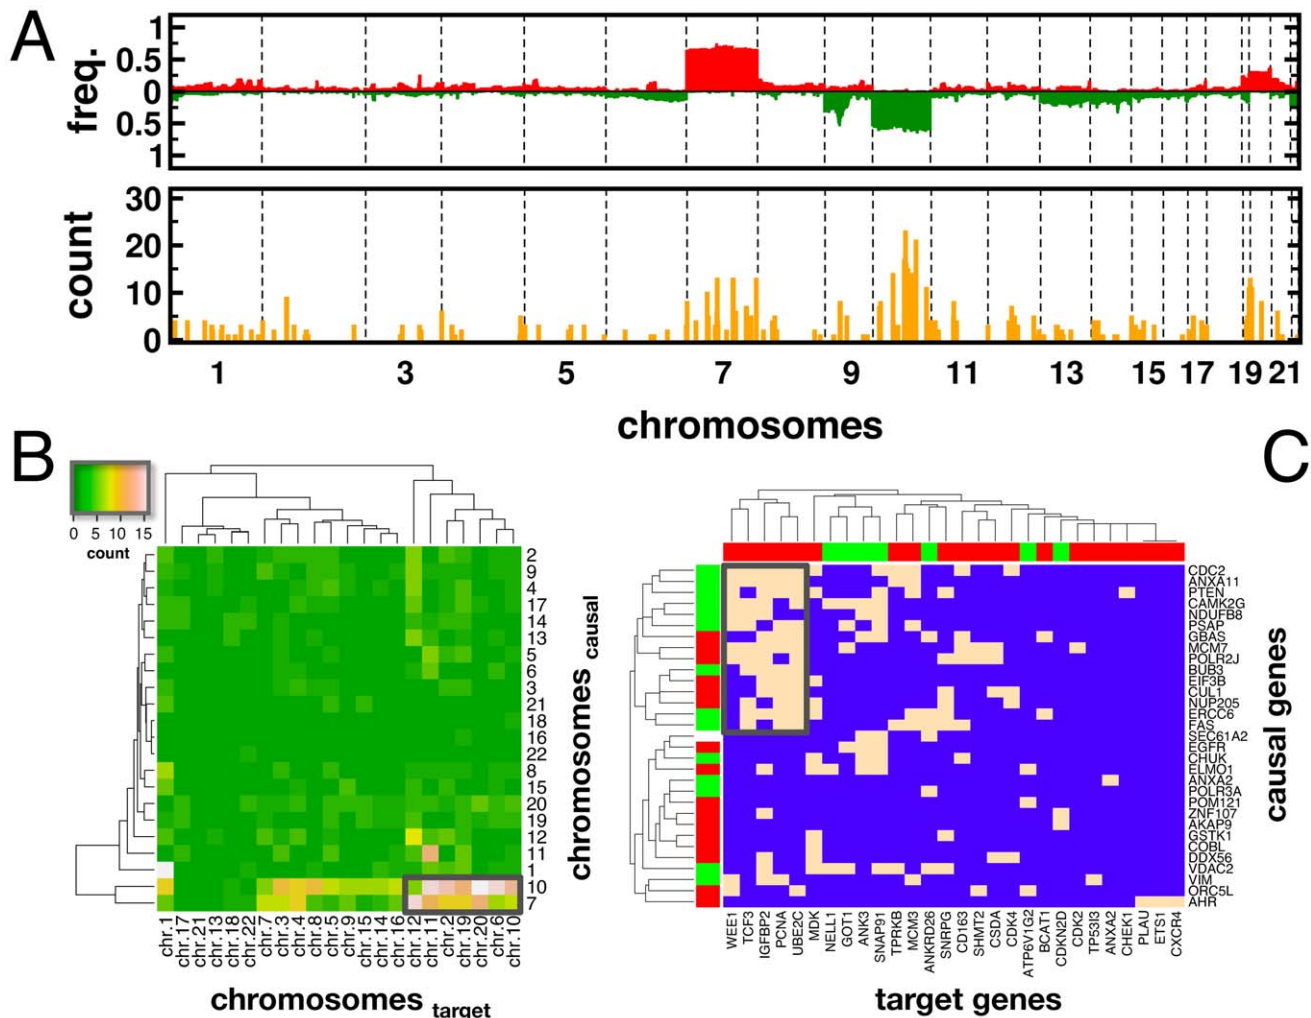 A
freq.
1
0.5
0
0.5
1
count
30
20
10
0
1 3 5 7 9 11 13 15 17 19 21
chromosomes
B
0 5 10 15
count
2
9
4
17
14
13
5
6
3
21
18
16
22
8
15
20
19
12
11
1
10
7
chromosomes causal
chr.1
chr.17
chr.21
chr.13
chr.18
chr.22
chr.7
chr.3
chr.4
chr.8
chr.5
chr.9
chr.15
chr.14
chr.16
chr.12
chr.11
chr.2
chr.19
chr.20
chr.6
chr.10
chromosomes target
C
CDC2
ANXA11
PTEN
CAMK2G
NDUFB8
PSAP
GBAS
MCM7
POLR2J
BUB3
EIF3B
CUL1
NUP205
ERCC6
FAS
SEC61A2
EGFR
CHUK
ELMO1
ANXA2
POLR3A
POM121
ZNF107
AKAP9
GSTK1
COBL
DDX56
VDAC2
VIM
ORC5L
AHR
causal genes
WEE1
TCF3
IGFBP2
PCNA
UBE2C
MDK
NELL1
GOT1
ANK3
SNAP91
TPRKB
MCM3
ANKRD26
SNRPG
CD163
SHMT2
CSDA
CDK4
ATP6V1G2
BCAT1
CDKN2D
CDK2
TP53I3
ANXA2
CHEK1
PLAU
ETS1
CXCR4
target genes